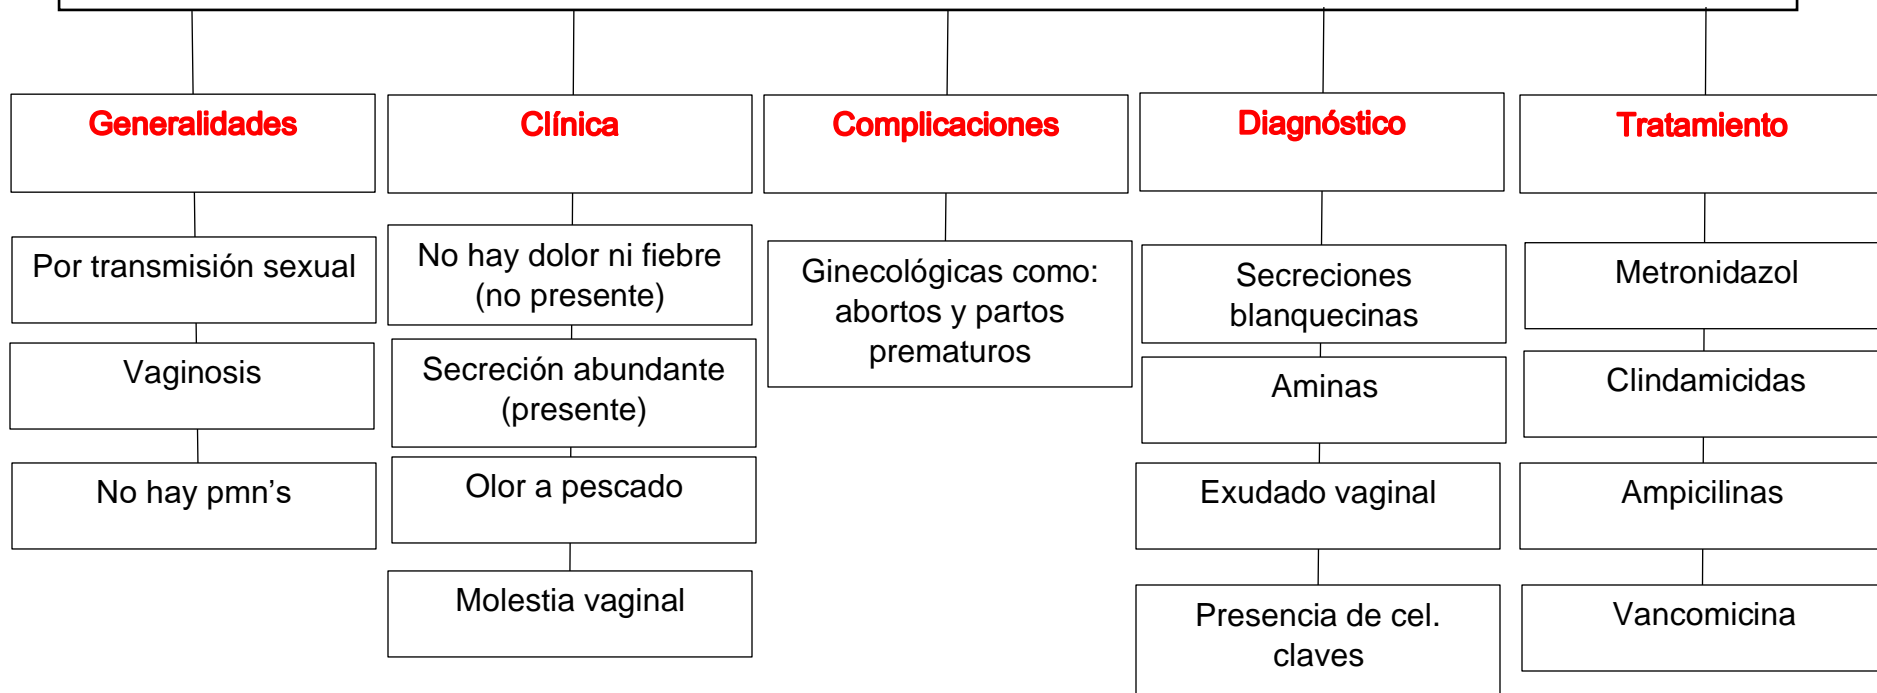 Generalidades
Por transmisión sexual
Vaginosis
No hay pmn’s
Clínica
No hay dolor ni fiebre
(no presente)
Secreción abundante
(presente)
Olor a pescado
Molestia vaginal
Complicaciones
Ginecológicas como:
abortos y partos
prematuros
Diagnóstico
Secreciones
blanquecinas
Aminas
Exudado vaginal
Presencia de cel.
claves
Tratamiento
Metronidazol
Clindamicidas
Ampicilinas
Vancomicina